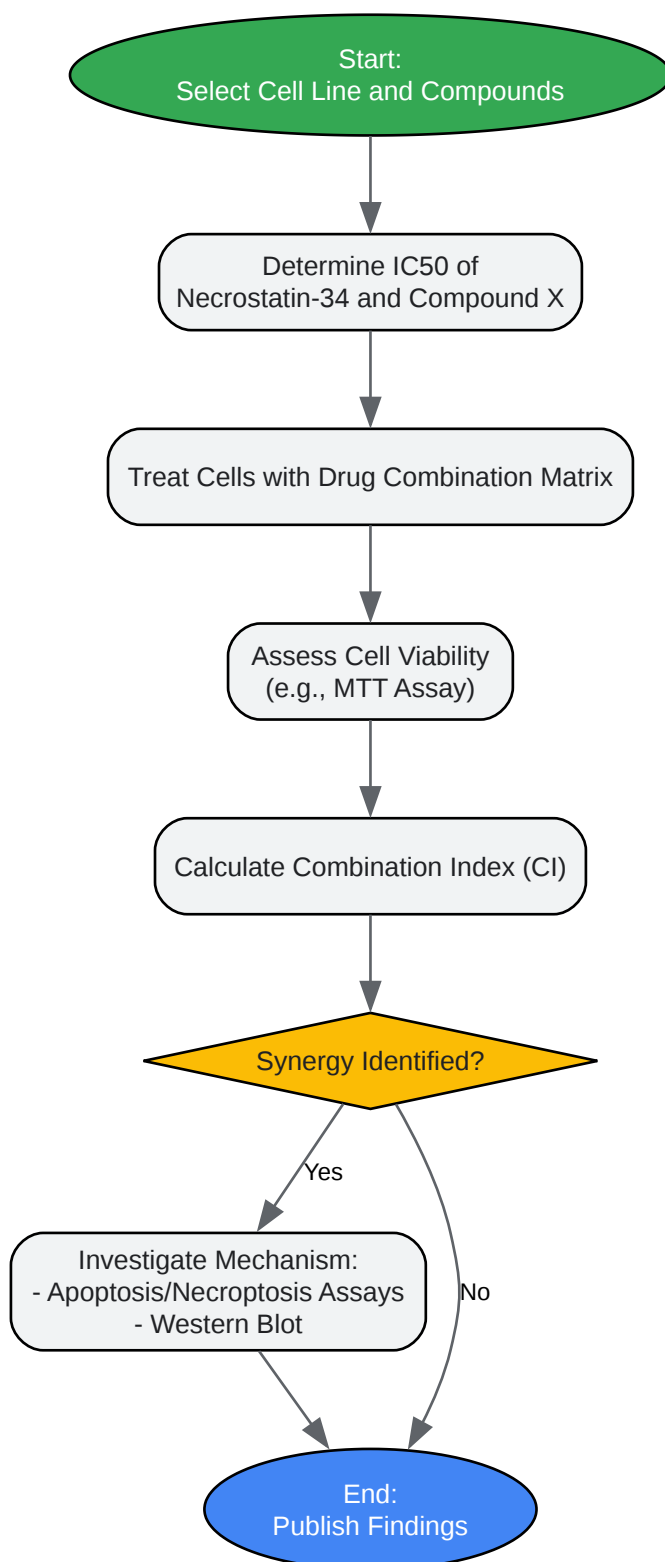 Start:
Select Cell Line and Compounds
Determine IC50 of
Necrostatin-34 and Compound X
Treat Cells with Drug Combination Matrix
Assess Cell Viability
(e.g., MTT Assay)
Calculate Combination Index (CI)
Synergy Identified?
Yes
Investigate Mechanism:
- Apoptosis/Necroptosis Assays
- Western Blot
No
End:
Publish Findings